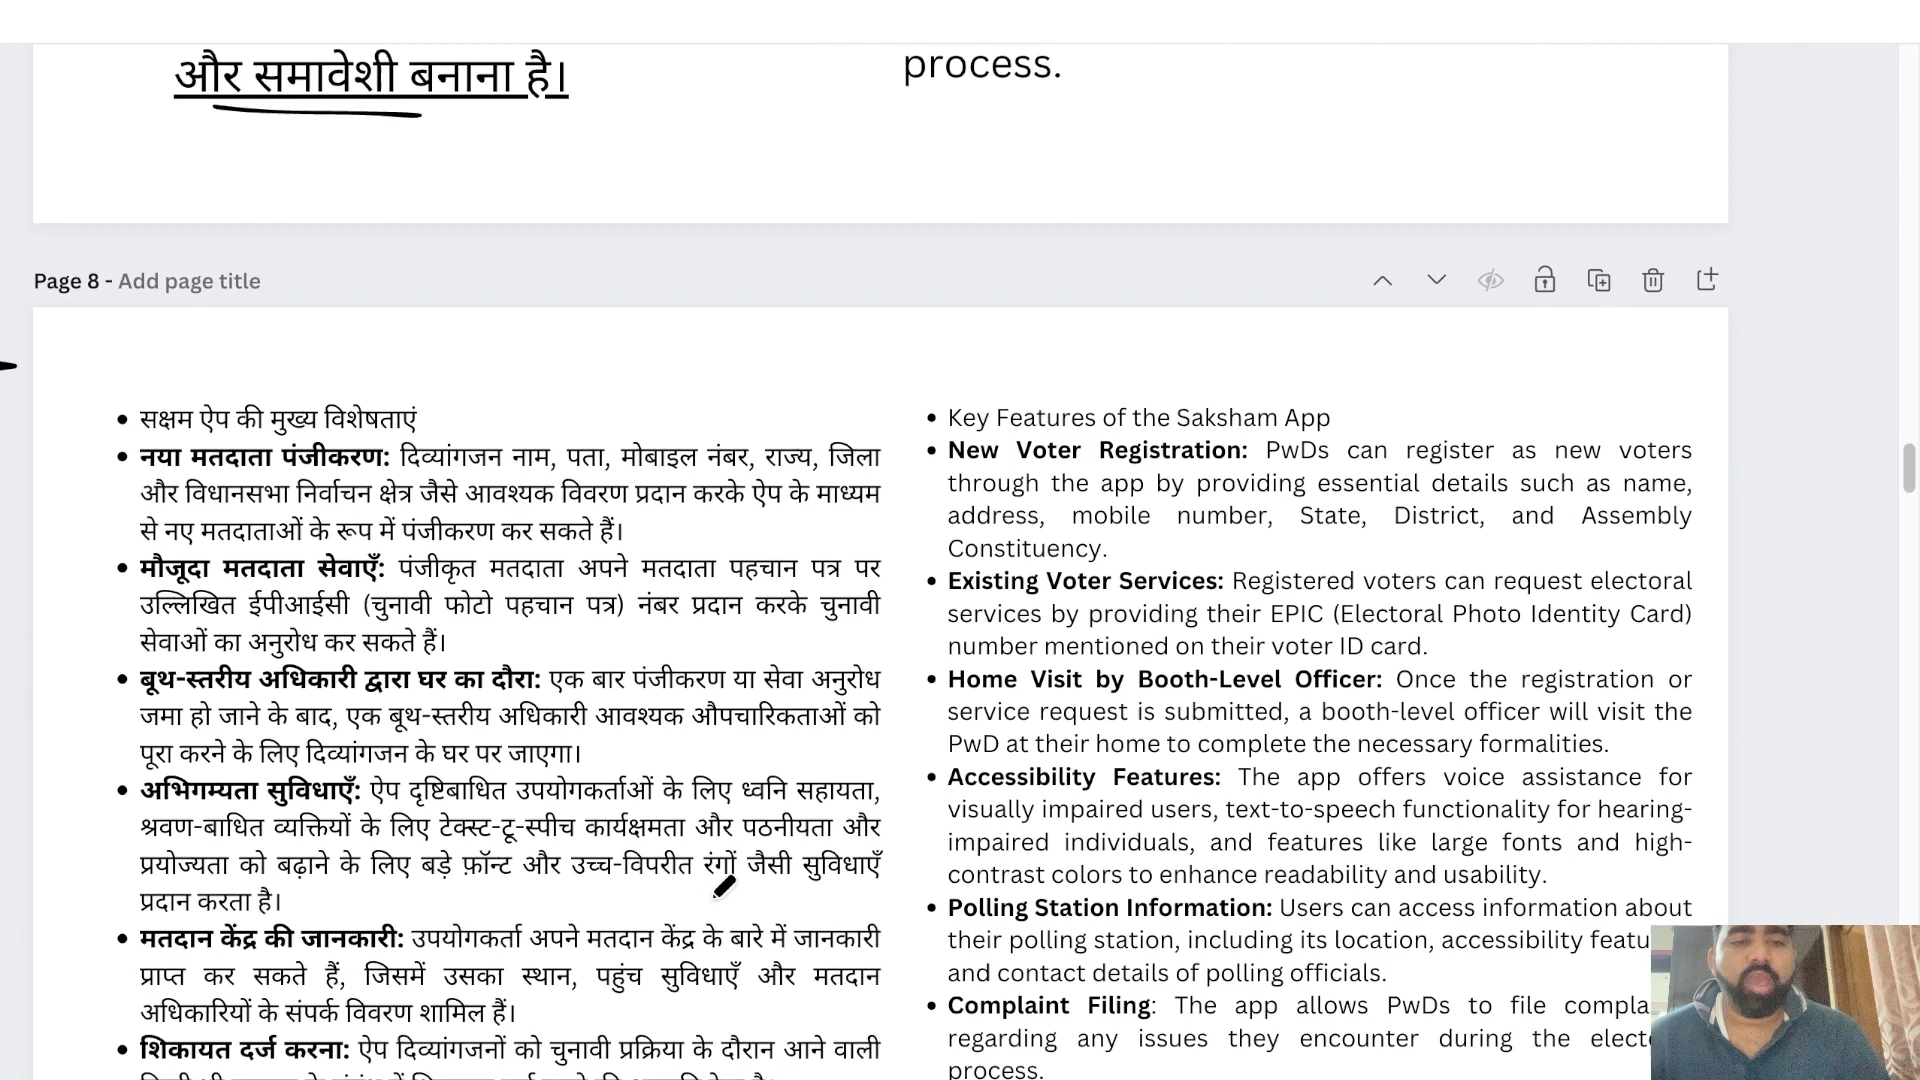 और समावेशी बनाना है।
process.
Page 8 - Add page title
सक्षम ऐप की मुख्य विशेषताएं
नया मतदाता पंजीकरण: दिव्यांगजन नाम, पता, मोबाइल नंबर, राज्य, जिला
और विधानसभा निर्वाचन क्षेत्र जैसे आवश्यक विवरण प्रदान करके ऐप के माध्यम
से नए मतदाताओं के रूप में पंजीकरण कर सकते हैं।
मौजूदा मतदाता सेवाएँ: पंजीकृत मतदाता अपने मतदाता पहचान पत्र पर
उल्लिखित ईपीआईसी (चुनावी फोटो पहचान पत्र) नंबर प्रदान करके चुनावी
सेवाओं का अनुरोध कर सकते हैं।
बूथ-स्तरीय अधिकारी द्वारा घर का दौरा: एक बार पंजीकरण या सेवा अनुरोध
जमा हो जाने के बाद, एक बूथ-स्तरीय अधिकारी आवश्यक औपचारिकताओं को
पूरा करने के लिए दिव्यांगजन के घर पर जाएगा।
अभिगम्यता सुविधाएँ: ऐप दृष्टिबाधित उपयोगकर्ताओं के लिए ध्वनि सहायता,
श्रवण-बाधित व्यक्तियों के लिए टेक्स्ट-टू-स्पीच कार्यक्षमता और पठनीयता और
प्रयोज्यता को बढ़ाने के लिए बड़े फ़ॉन्ट और उच्च-विपरीत रंगों जैसी सुविधाएँ
प्रदान करता है।
मतदान केंद्र की जानकारी: उपयोगकर्ता अपने मतदान केंद्र के बारे में जानकारी
प्राप्त कर सकते हैं, जिसमें उसका स्थान, पहुंच सुविधाएँ और मतदान
अधिकारियों के संपर्क विवरण शामिल हैं।
शिकायत दर्ज करना: ऐप दिव्यांगजनों को चुनावी प्रक्रिया के दौरान आने वाली
Key Features of the Saksham App
New Voter Registration: PwDs can register as new voters
through the app by providing essential details such as name,
address, mobile number, State, District, and Assembly
Constituency.
Existing Voter Services: Registered voters can request electoral
services by providing their EPIC (Electoral Photo Identity Card)
number mentioned on their voter ID card.
Home Visit by Booth-Level Officer: Once the registration or
service request is submitted, a booth-level officer will visit the
PwD at their home to complete the necessary formalities.
Accessibility Features: The app offers voice assistance for
visually impaired users, text-to-speech functionality for hearing-
impaired individuals, and features like large fonts and high-
contrast colors to enhance readability and usability.
Polling Station Information: Users can access information about
their polling station, including its location, accessibility featu
and contact details of polling officials.
Complaint Filing: The app allows PwDs to file compla
regarding any issues they encounter during the elect
process.